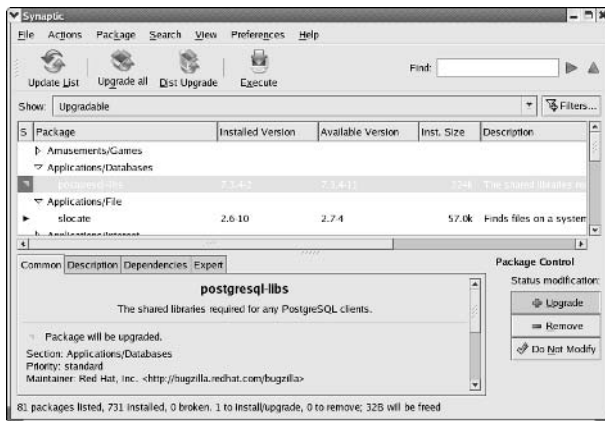 Synaptic
File Actions Package Search View Preferences Help
Update List Upgrade all Dist Upgrade Execute Find:
Show: Upgradable Filters...
S Package Installed Version Available Version Inst. Size Description
Amusements/Games
Applications/Databases
postgresql-libs 7.3.4-2 7.3.4-11 The shared libraries
Applications/File
slocate 2.6-10 2.7-4 57.0k Finds files on a system
Applications/Internet
Common Description Dependencies Expert Package Control
postgresql-libs
The shared libraries required for any PostgreSQL clients.
Package will be upgraded.
Section: Applications/Databases
Priority: standard
Maintainer: Red Hat, Inc. <http://bugzilla.redhat.com/bugzilla>
Status modification:
Upgrade
Remove
Do Not Modify
81 packages listed, 731 installed, 0 broken. 1 to install/upgrade, 0 to remove; 32B will be freed